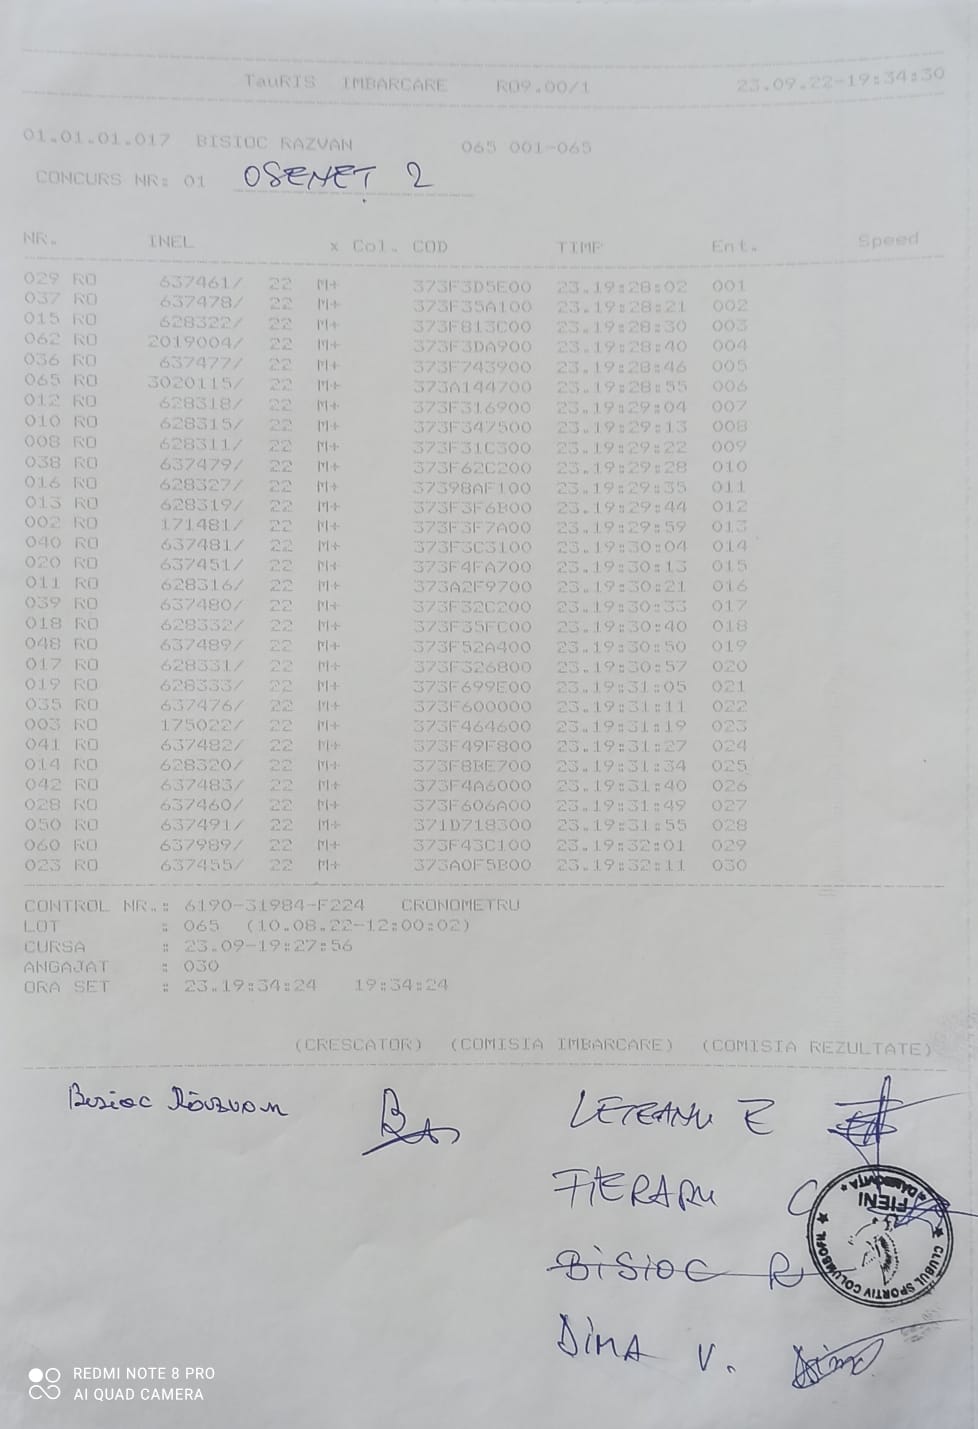 TauRIS IMBARCARE R09.00/1 23.09.22-19:34:30
01.01.01.017 BISIOC RAZVAN 065 001-065
CONCURS NR: 01 OSENET 2
NR. INEL x Col. COD TIMP Ent. Speed
029 RO 637461/ 22 M+ 373F3D5E00 23.19:28:02 001
037 RO 637478/ 22 M+ 373F35A100 23.19:28:21 002
015 RO 628322/ 22 M+ 373F813C00 23.19:28:30 003
062 RO 2019004/ 22 M+ 373F3DA900 23.19:28:40 004
036 RO 637477/ 22 M+ 373F743900 23.19:28:46 005
065 RO 3020115/ 22 M+ 373A144700 23.19:28:55 006
012 RO 628318/ 22 M+ 373F316900 23.19:29:04 007
010 RO 628315/ 22 M+ 373F347500 23.19:29:13 008
008 RO 628311/ 22 M+ 373F31C300 23.19:29:22 009
038 RO 637479/ 22 M+ 373F62C200 23.19:29:28 010
016 RO 628327/ 22 M+ 37398AF100 23.19:29:35 011
013 RO 628319/ 22 M+ 373F3F6B00 23.19:29:44 012
002 RO 171481/ 22 M+ 373F3F7A00 23.19:29:59 013
040 RO 637481/ 22 M+ 373F3C3100 23.19:30:04 014
020 RO 637451/ 22 M+ 373F4FA700 23.19:30:13 015
011 RO 628316/ 22 M+ 373A2F9700 23.19:30:21 016
039 RO 637480/ 22 M+ 373F32C200 23.19:30:33 017
018 RO 628332/ 22 M+ 373F35FC00 23.19:30:40 018
048 RO 637489/ 22 M+ 373F52A400 23.19:30:50 019
017 RO 628331/ 22 M+ 373F326800 23.19:30:57 020
019 RO 628333/ 22 M+ 373F699E00 23.19:31:05 021
035 RO 637476/ 22 M+ 373F600000 23.19:31:11 022
003 RO 175022/ 22 M+ 373F464600 23.19:31:19 023
041 RO 637482/ 22 M+ 373F49F800 23.19:31:27 024
014 RO 628320/ 22 M+ 373F8BE700 23.19:31:34 025
042 RO 637483/ 22 M+ 373F4A6000 23.19:31:40 026
028 RO 637460/ 22 M+ 373F606A00 23.19:31:49 027
050 RO 637491/ 22 M+ 371D718300 23.19:31:55 028
060 RO 637989/ 22 M+ 373F43C100 23.19:32:01 029
023 RO 637455/ 22 M+ 373A0F5B00 23.19:32:11 030
CONTROL NR.: 6190-31984-F224 CRONOMETRU
LOT : 065 (10.08.22-12:00:02)
CURSA : 23.09-19:27:56
ANGAJAT : 030
ORA SET : 23.19:34:24 19:34:24
(CRESCATOR) (COMISIA IMBARCARE) (COMISIA REZULTATE)
Bisioc Răzvan
LETEANU E
FIERARU C
BISIOC R
DIMA V.
CLUBUL SPORTIV COLUMBOFIL
FIENI
DÂMBOVIȚA
REDMI NOTE 8 PRO
AI QUAD CAMERA